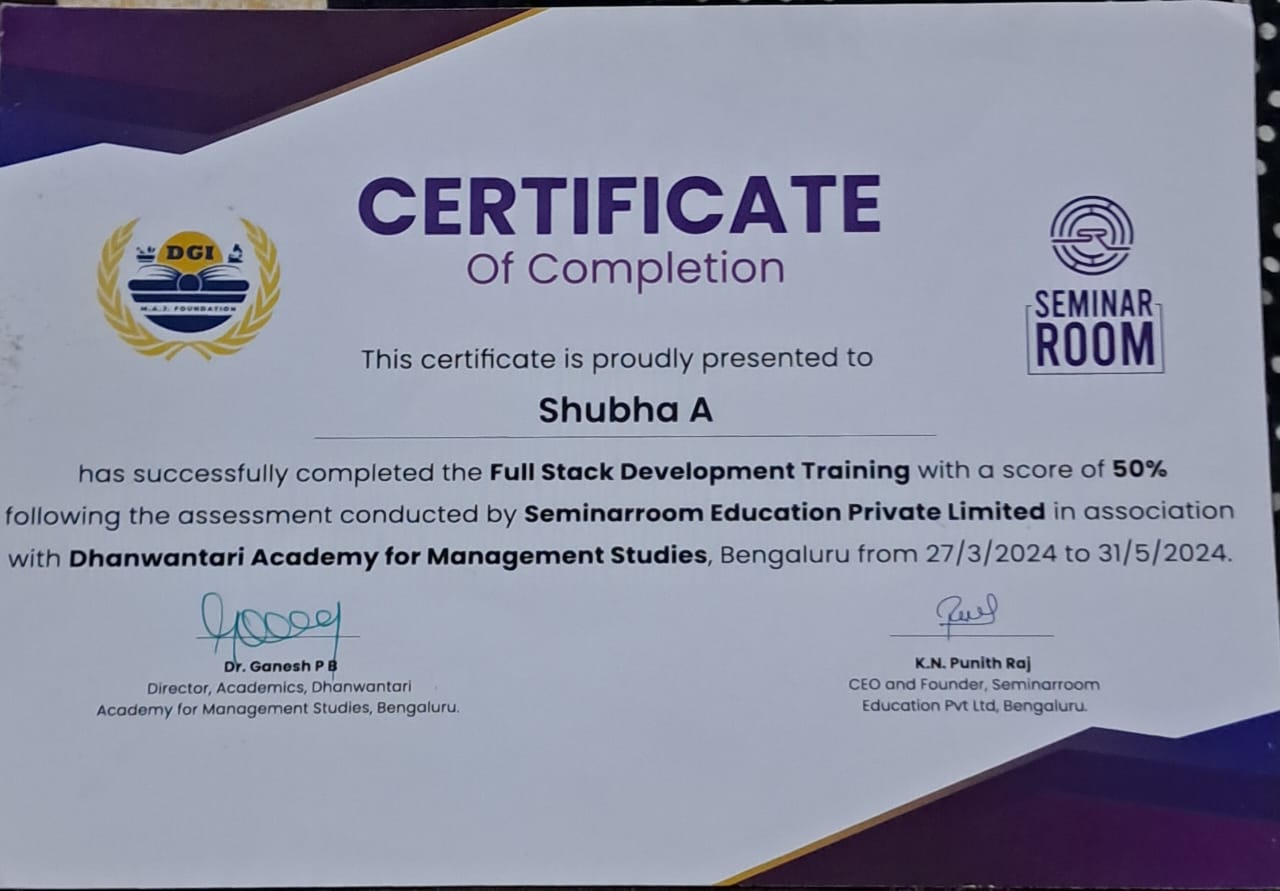 CERTIFICATE
Of Completion
DGI
M.A.J. FOUNDATION
SR
SEMINAR
ROOM
This certificate is proudly presented to
Shubha A
has successfully completed the Full Stack Development Training with a score of 50%
following the assessment conducted by Seminarroom Education Private Limited in association
with Dhanwantari Academy for Management Studies, Bengaluru from 27/3/2024 to 31/5/2024.
Dr. Ganesh P B
Director, Academics, Dhanwantari
Academy for Management Studies, Bengaluru.
K.N. Punith Raj
CEO and Founder, Seminarroom
Education Pvt Ltd, Bengaluru.